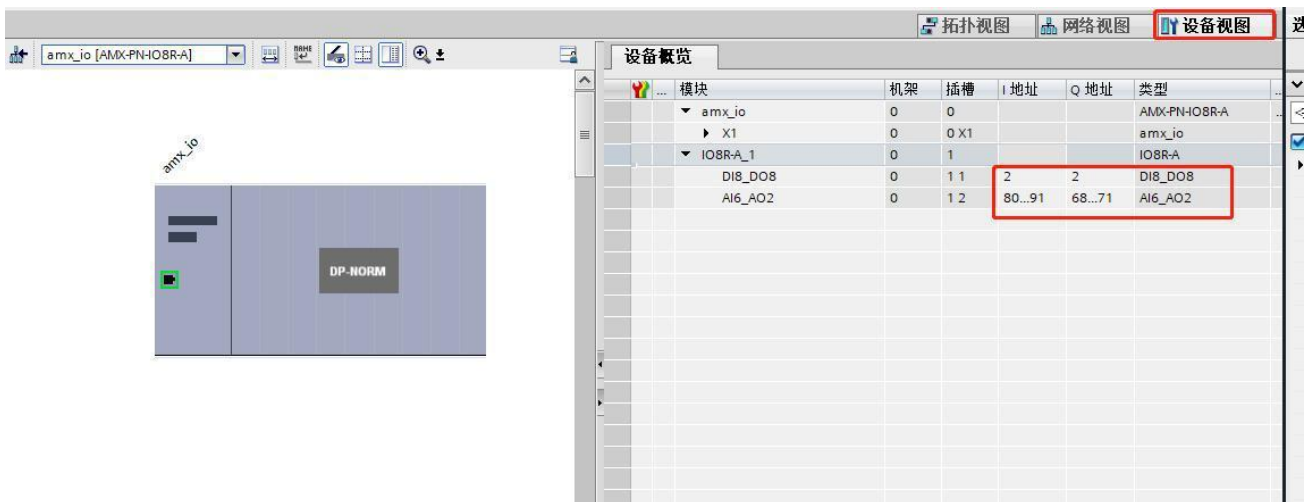 拓扑视图 网络视图 设备视图 选
amx_io [AMX-PN-IO8R-A] 设备概览
... 模块 机架 插槽 I 地址 Q 地址 类型 ...
amx_io 0 0 AMX-PN-IO8R-A ...
X1 0 0 X1 amx_io
IO8R-A_1 0 1 IO8R-A
DI8_DO8 0 1 1 2 2 DI8_DO8
AI6_AO2 0 1 2 80...91 68...71 AI6_AO2
amx_io
DP-NORM